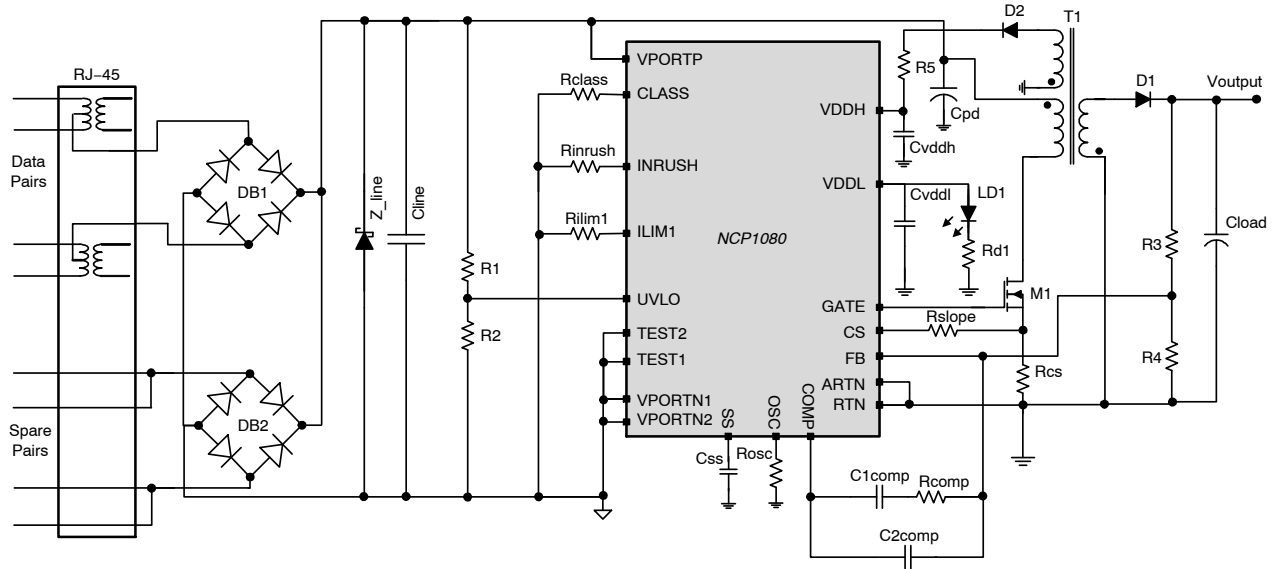 D2
T1
RJ-45
VPORTP
R5
D1
Voutput
Rclass
CLASS
VDDH
Cpd
Cvddh
Data
Pairs
Rinrush
INRUSH
DB1
VDDL
Cvddl
LD1
Z_line
Cline
Rilim1
ILIM1
NCP1080
Rd1
R3
Cload
R1
UVLO
GATE
M1
Rslope
R2
TEST2
CS
TEST1
FB
R4
ARTN
Rcs
VPORTN1
RTN
VPORTN2
SS
OSC
COMP
Spare
Pairs
DB2
Css
Rosc
C1comp
Rcomp
C2comp